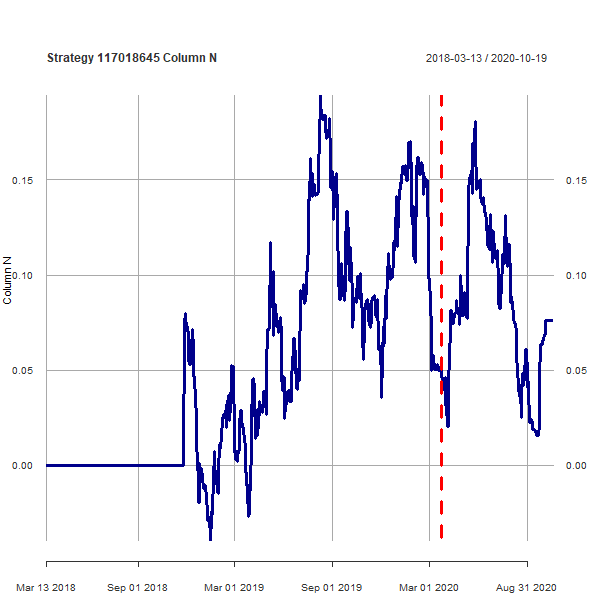 Strategy 117018645 Column N
2018-03-13 / 2020-10-19
Column N
0.15
0.10
0.05
0.00
0.15
0.10
0.05
0.00
Mar 13 2018
Sep 01 2018
Mar 01 2019
Sep 01 2019
Mar 01 2020
Aug 31 2020